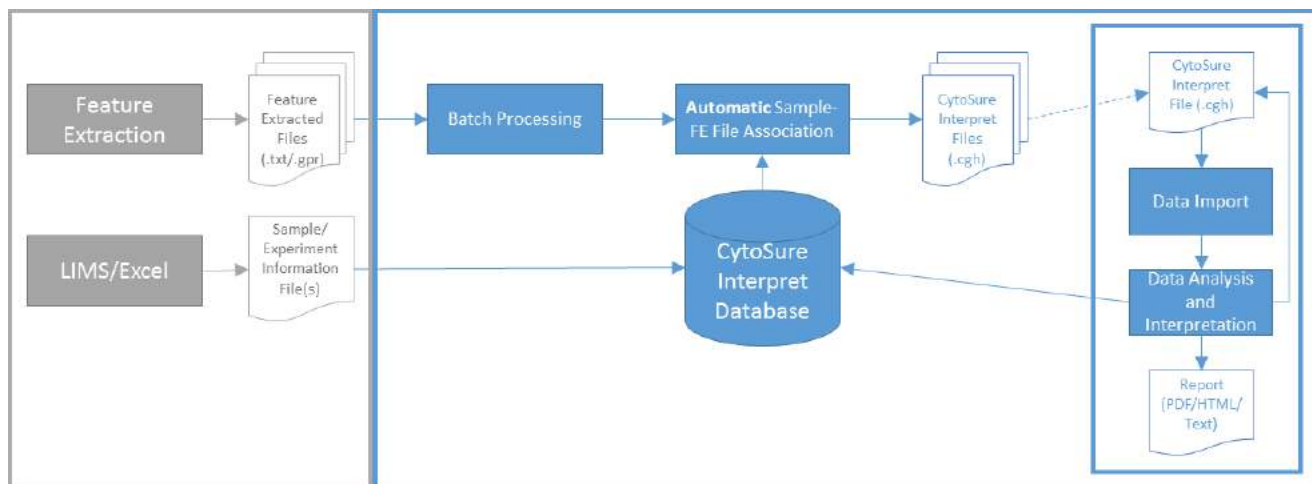 Feature
Extraction
Feature
Extracted
Files
(.txt/.gpr)
Batch Processing
Automatic Sample-
FE File Association
CytoSure
Interpret
Files
(.cgh)
CytoSure
Interpret
File (.cgh)
Data Import
LIMS/Excel
Sample/
Experiment
Information
File(s)
CytoSure
Interpret
Database
Data Analysis
and
Interpretation
Report
(PDF/HTML/
Text)